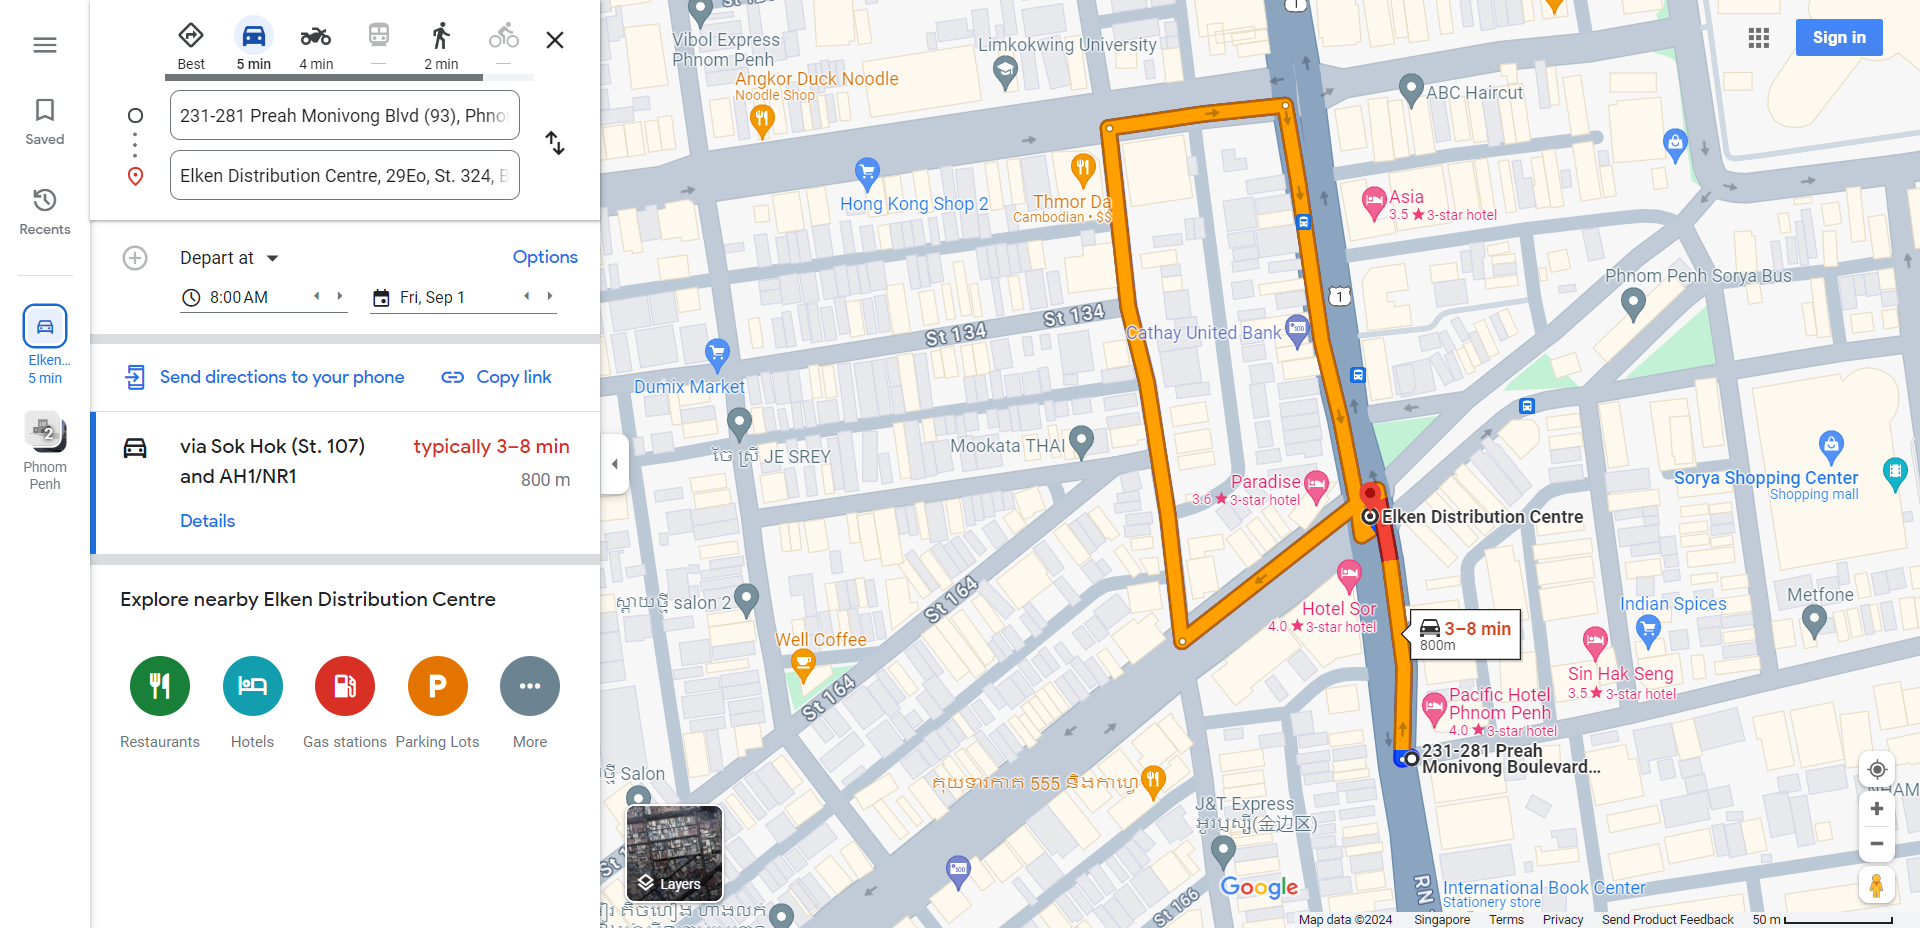 Best
5 min
4 min
—
2 min
—
231-281 Preah Monivong Blvd (93), Phno
Elken Distribution Centre, 29Eo, St. 324,
Saved
Recents
Elken...
5 min
2
Phnom
Penh
Depart at
Options
8:00 AM
Fri, Sep 1
Send directions to your phone
Copy link
via Sok Hok (St. 107)
and AH1/NR1
typically 3–8 min
800 m
Details
Explore nearby Elken Distribution Centre
Restaurants
Hotels
Gas stations
P
Parking Lots
More
Sign in
Vibol Express
Phnom Penh
Limkokwing University
Angkor Duck Noodle
Noodle Shop
ABC Haircut
1
Hong Kong Shop 2
Thmor Da
Cambodian • $$
Asia
3.5 ★ 3-star hotel
Phnom Penh Sorya Bus
1
St 134
St 134
Cathay United Bank
Dumix Market
Mookata THAI
ចែ ស្រី JE SREY
Paradise
3.6 ★ 3-star hotel
Sorya Shopping Center
Shopping mall
Elken Distribution Centre
St 164
salon 2
Hotel Sor
4.0 ★ 3-star hotel
3–8 min
800m
Indian Spices
Metfone
Well Coffee
St 164
Sin Hak Seng
3.5 ★ 3-star hotel
Pacific Hotel
Phnom Penh
4.0 ★ 3-star hotel
231-281 Preah
Monivong Boulevard...
Salon
គុយទាវកាត់ 555 និងកាហ្វេ
J&T Express
(金边区)
NHAM
Layers
Google
RN
St 166
International Book Center
Stationery store
Map data ©2024
Singapore
Terms
Privacy
Send Product Feedback
50 m